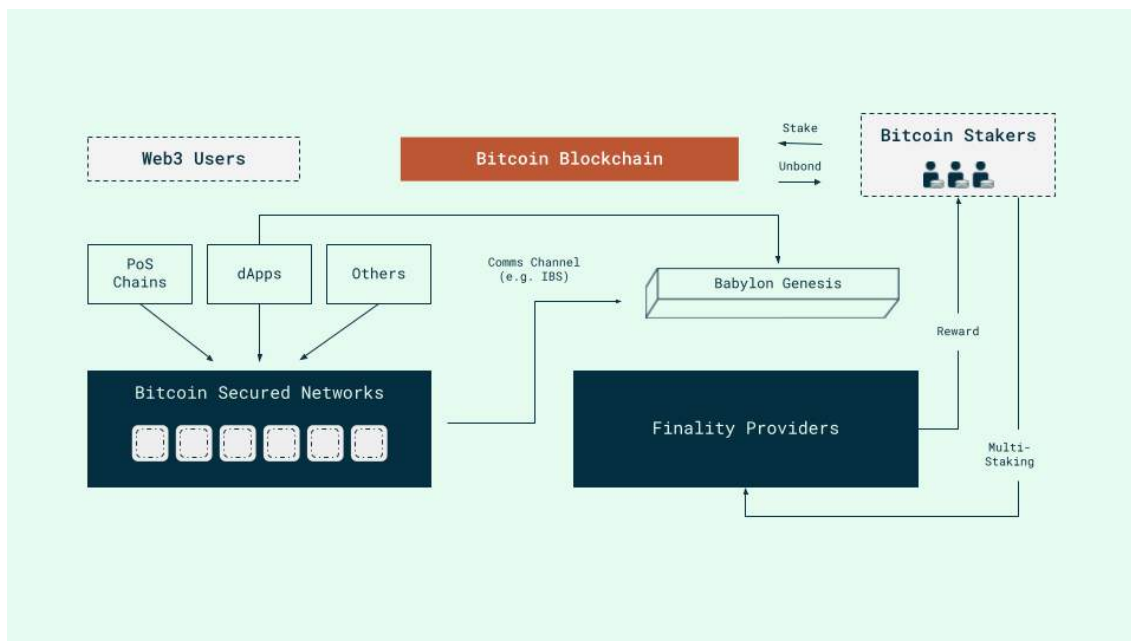 Web3 Users
Bitcoin Blockchain
Stake
Unbond
Bitcoin Stakers
PoS
Chains
dApps
Others
Comms Channel
(e.g. IBS)
Babylon Genesis
Reward
Bitcoin Secured Networks
Finality Providers
Multi-
Staking